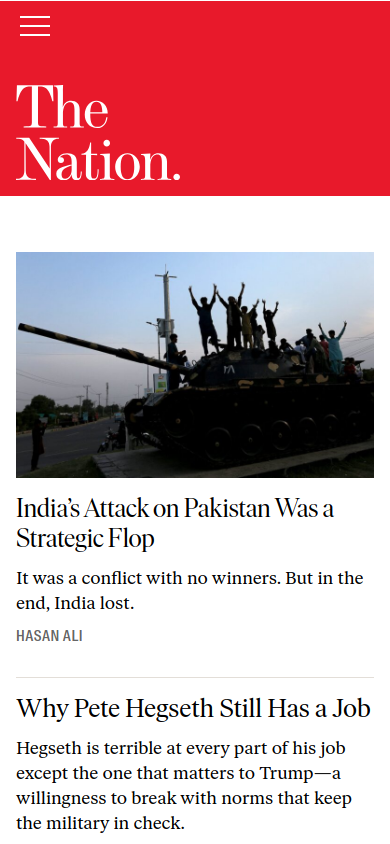 The
Nation.
India's Attack on Pakistan Was a
Strategic Flop
It was a conflict with no winners. But in the
end, India lost.
HASAN ALI
Why Pete Hegseth Still Has a Job
Hegseth is terrible at every part of his job
except the one that matters to Trump—a
willingness to break with norms that keep
the military in check.